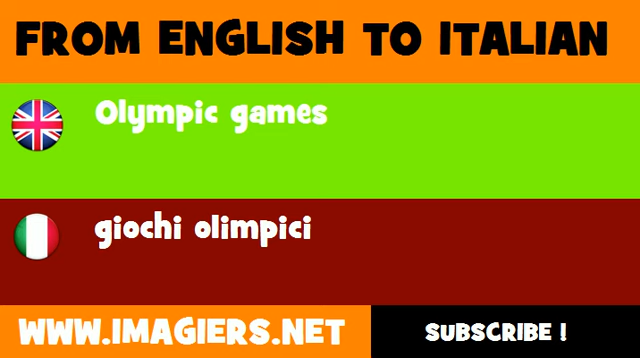 FROM ENGLISH TO ITALIAN
Olympic games
giochi olimpici
WWW.IMAGIERS.NET
SUBSCRIBE !